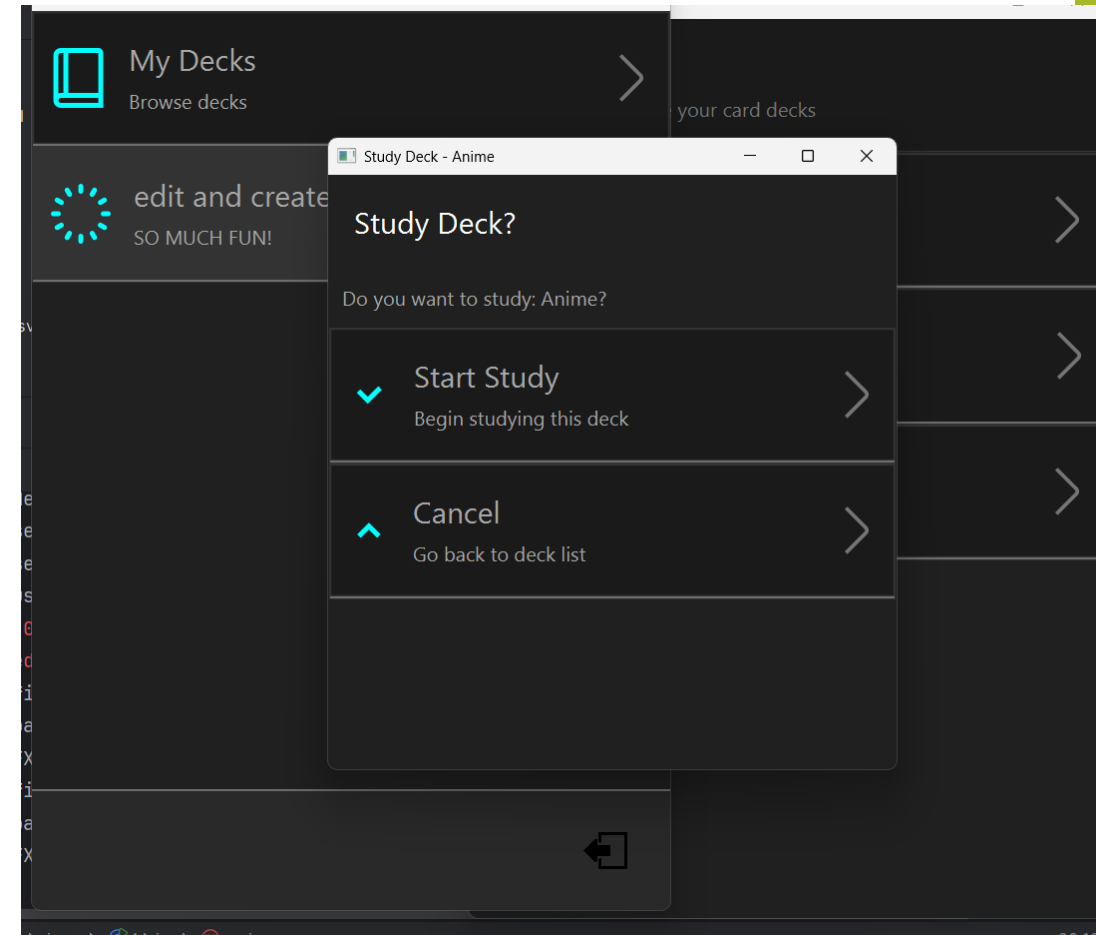 My Decks
Browse decks
your card decks
Study Deck - Anime
edit and create
SO MUCH FUN!
Study Deck?
Do you want to study: Anime?
Start Study
Begin studying this deck
Cancel
Go back to deck list